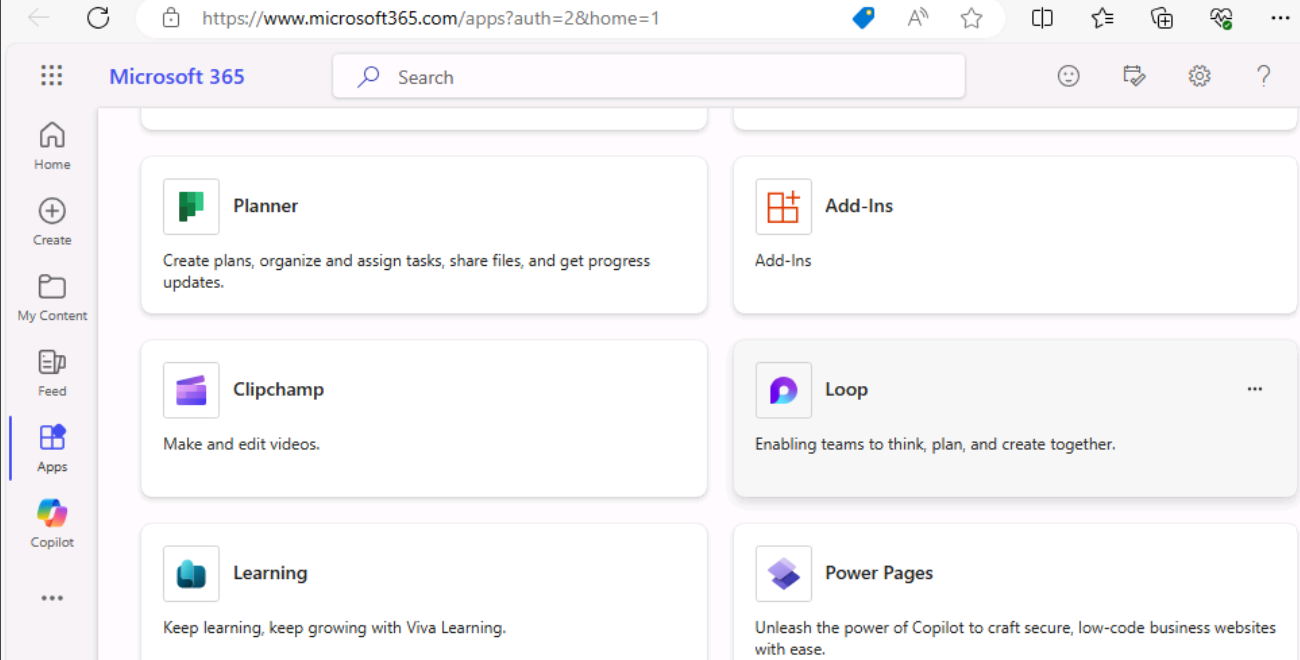 https://www.microsoft365.com/apps?auth=2&home=1
Microsoft 365
Search
Home
Create
My Content
Feed
Apps
Copilot
Planner
Create plans, organize and assign tasks, share files, and get progress
updates.
Add-Ins
Add-Ins
Clipchamp
Make and edit videos.
Loop
Enabling teams to think, plan, and create together.
Learning
Keep learning, keep growing with Viva Learning.
Power Pages
Unleash the power of Copilot to craft secure, low-code business websites
with ease.